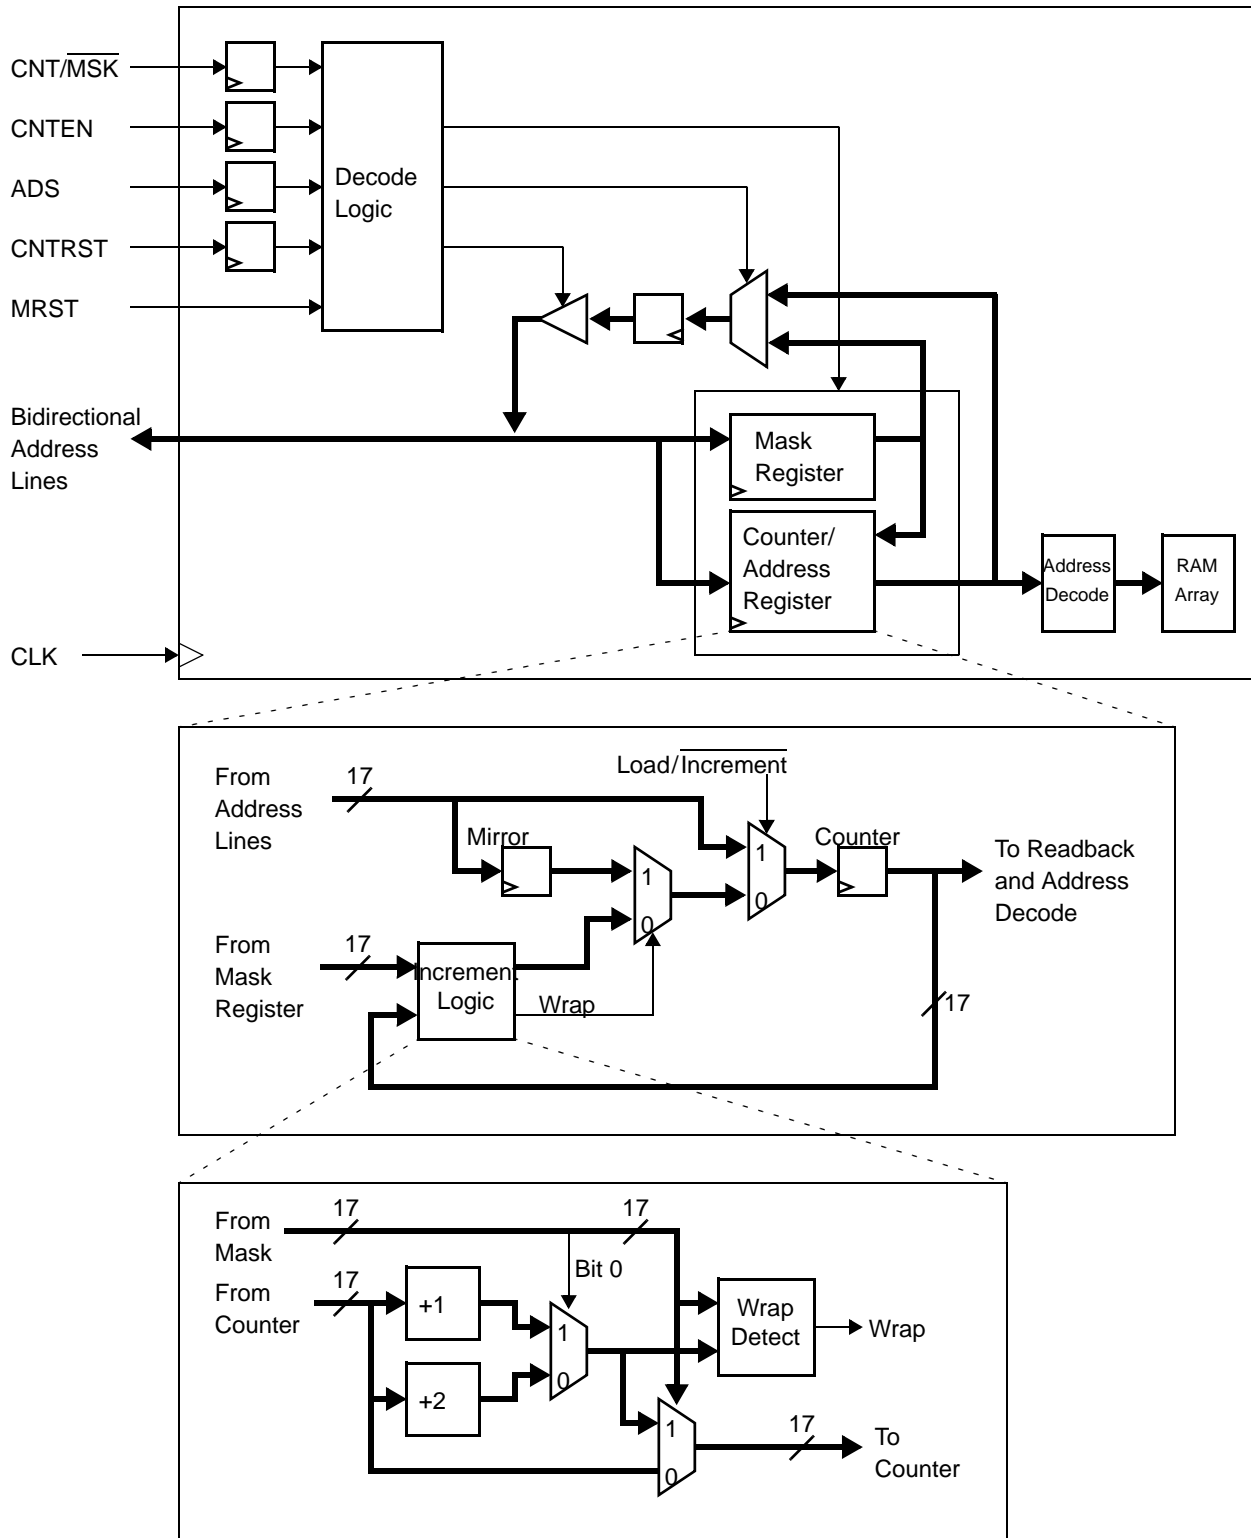 CNT/MSK
CNTEN
ADS
CNTRST
MRST
Decode
Logic
Bidirectional
Address
Lines
Mask
Register
Counter/
Address
Register
Address
Decode
RAM
Array
CLK
From
Address
Lines
17
Load/Increment
Mirror
1
0
1
0
Counter
To Readback
and Address
Decode
From
Mask
Register
17
Increment
Logic
Wrap
17
From
Mask
17
17
Bit 0
From
Counter
17
+1
+2
1
0
Wrap
Detect
Wrap
1
0
17
To
Counter